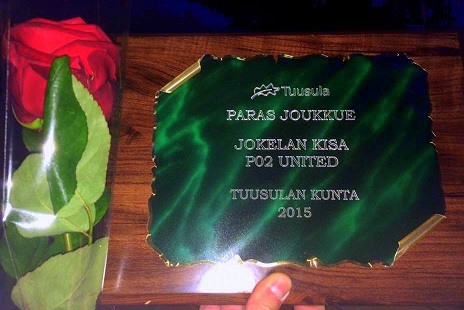 Tuusula
PARAS JOUKKUE
JOKELAN KISA
P02 UNITED
TUUSULAN KUNTA
2015